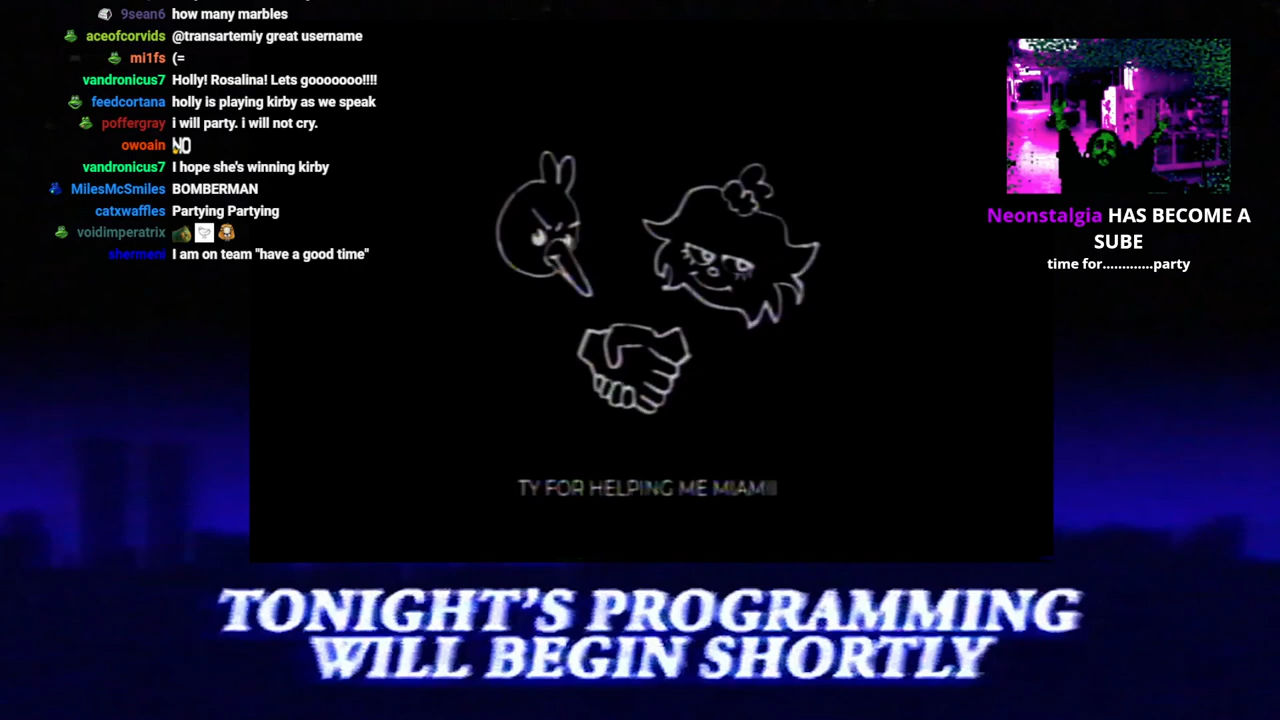 9sean6 how many marbles
aceofcorvids @transartemiy great username
mi1fs (=
vandronicus7 Holly! Rosalina! Lets gooooooo!!!!
feedcortana holly is playing kirby as we speak
poffergray i will party. i will not cry.
owoain NO
vandronicus7 I hope she's winning kirby
MilesMcSmiles BOMBERMAN
catxwaffles Partying Partying
voidimperatrix
shermeni I am on team "have a good time"
Neonstalgia HAS BECOME A
SUBE
time for.............party
TY FOR HELPING ME MIAMII
TONIGHT'S PROGRAMMING
WILL BEGIN SHORTLY